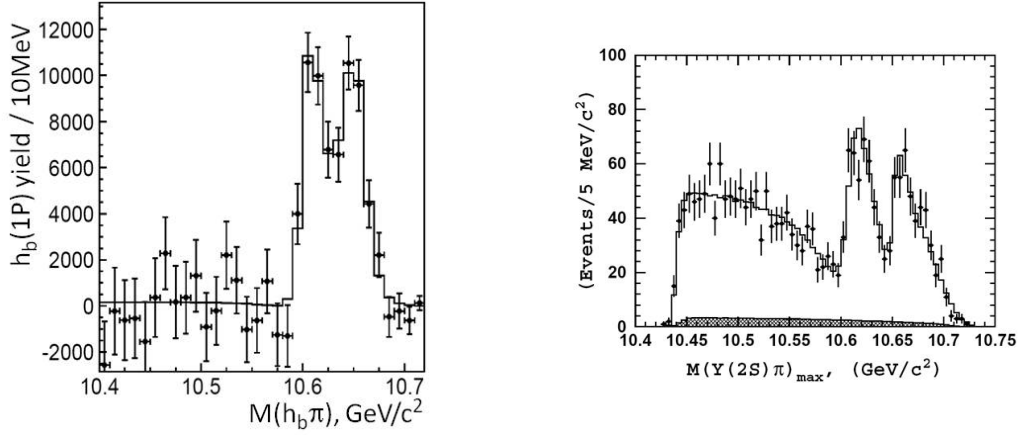 h_b(1P) yield / 10MeV
12000
10000
8000
6000
4000
2000
0
-2000
10.4 10.5 10.6 10.7
M(h_bπ), GeV/c²
(Events/5 MeV/c²)
100
80
60
40
20
0
10.4 10.45 10.5 10.55 10.6 10.65 10.7 10.75
M(Υ(2S)π)_max, (GeV/c²)